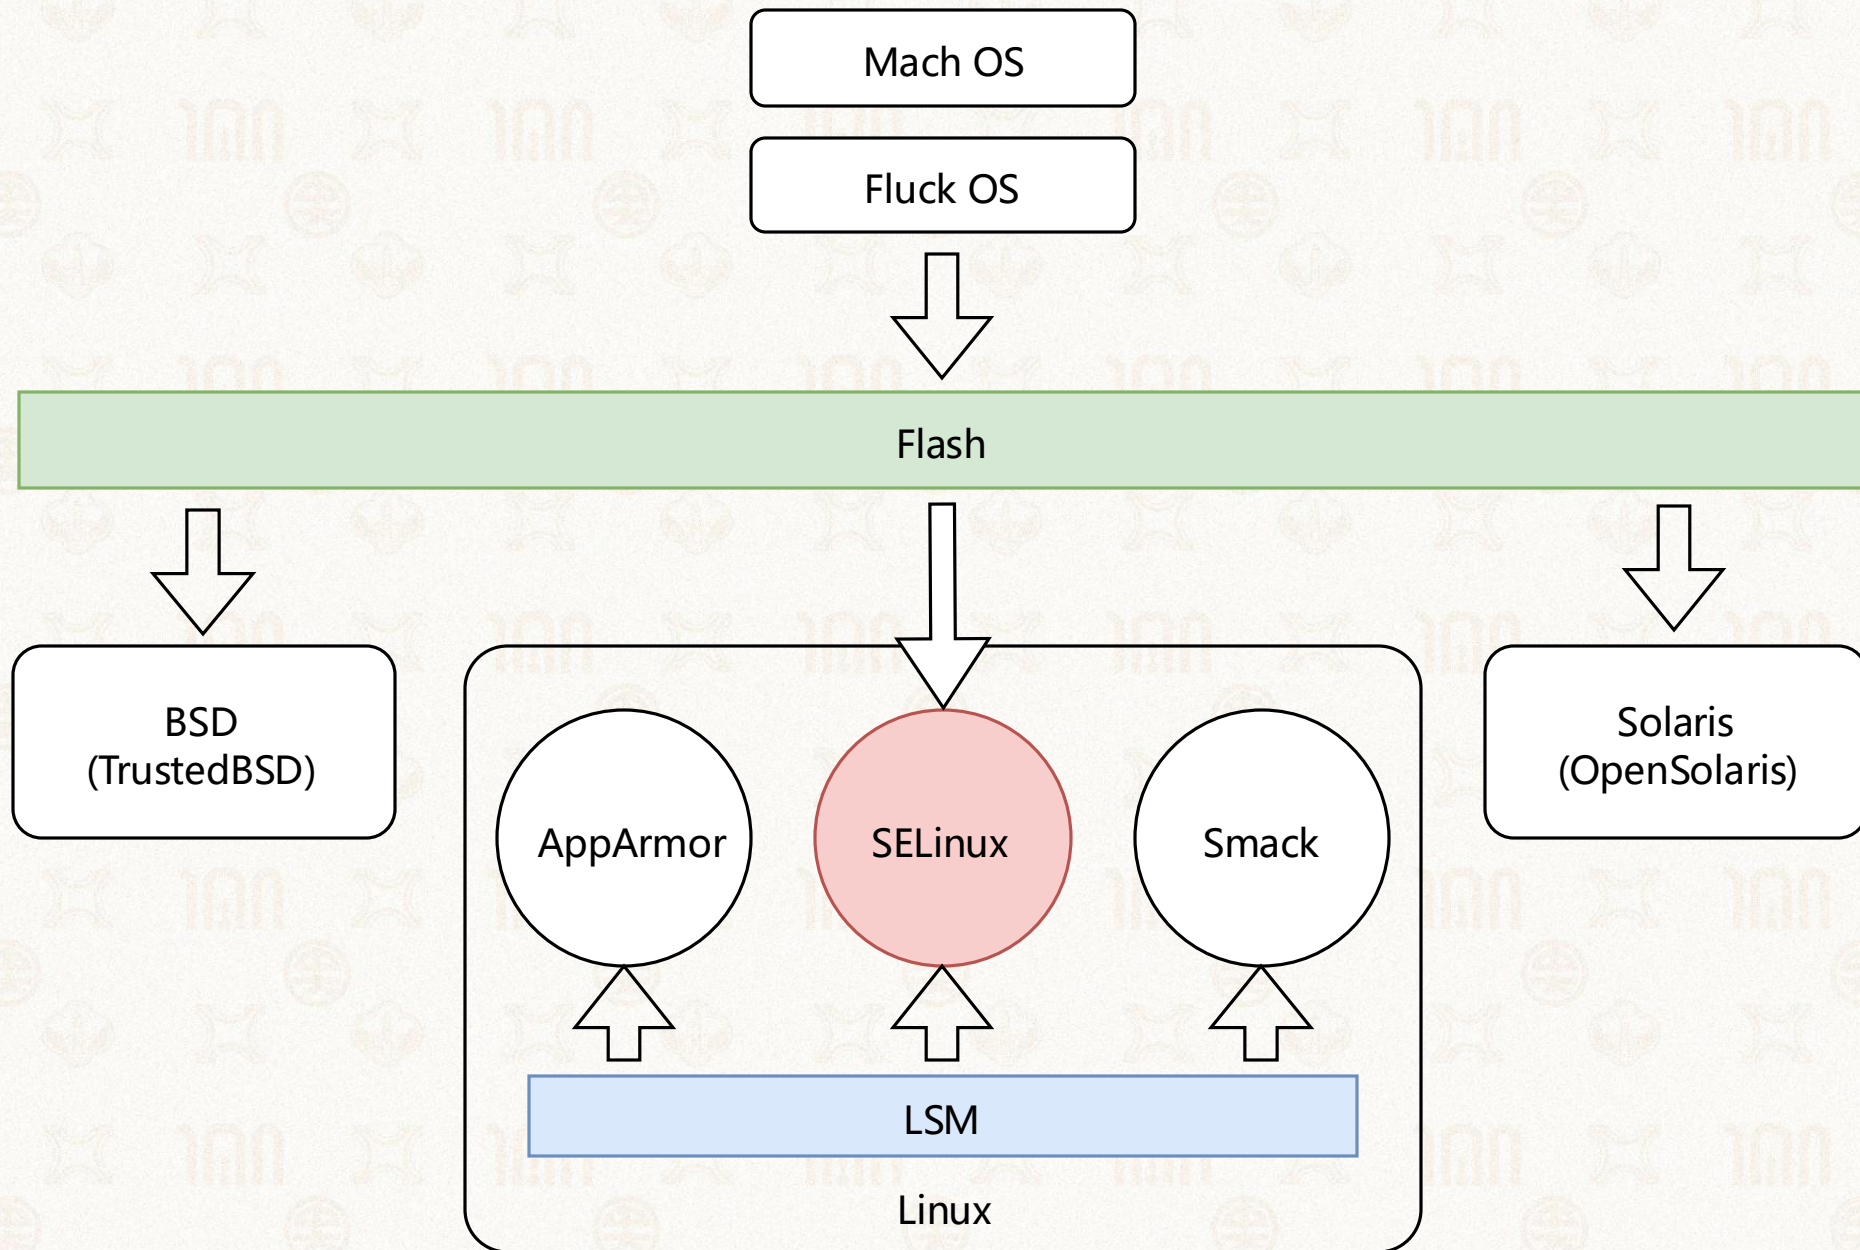 Mach OS
Fluck OS
Flash
BSD
(TrustedBSD)
Solaris
(OpenSolaris)
AppArmor
SELinux
Smack
LSM
Linux